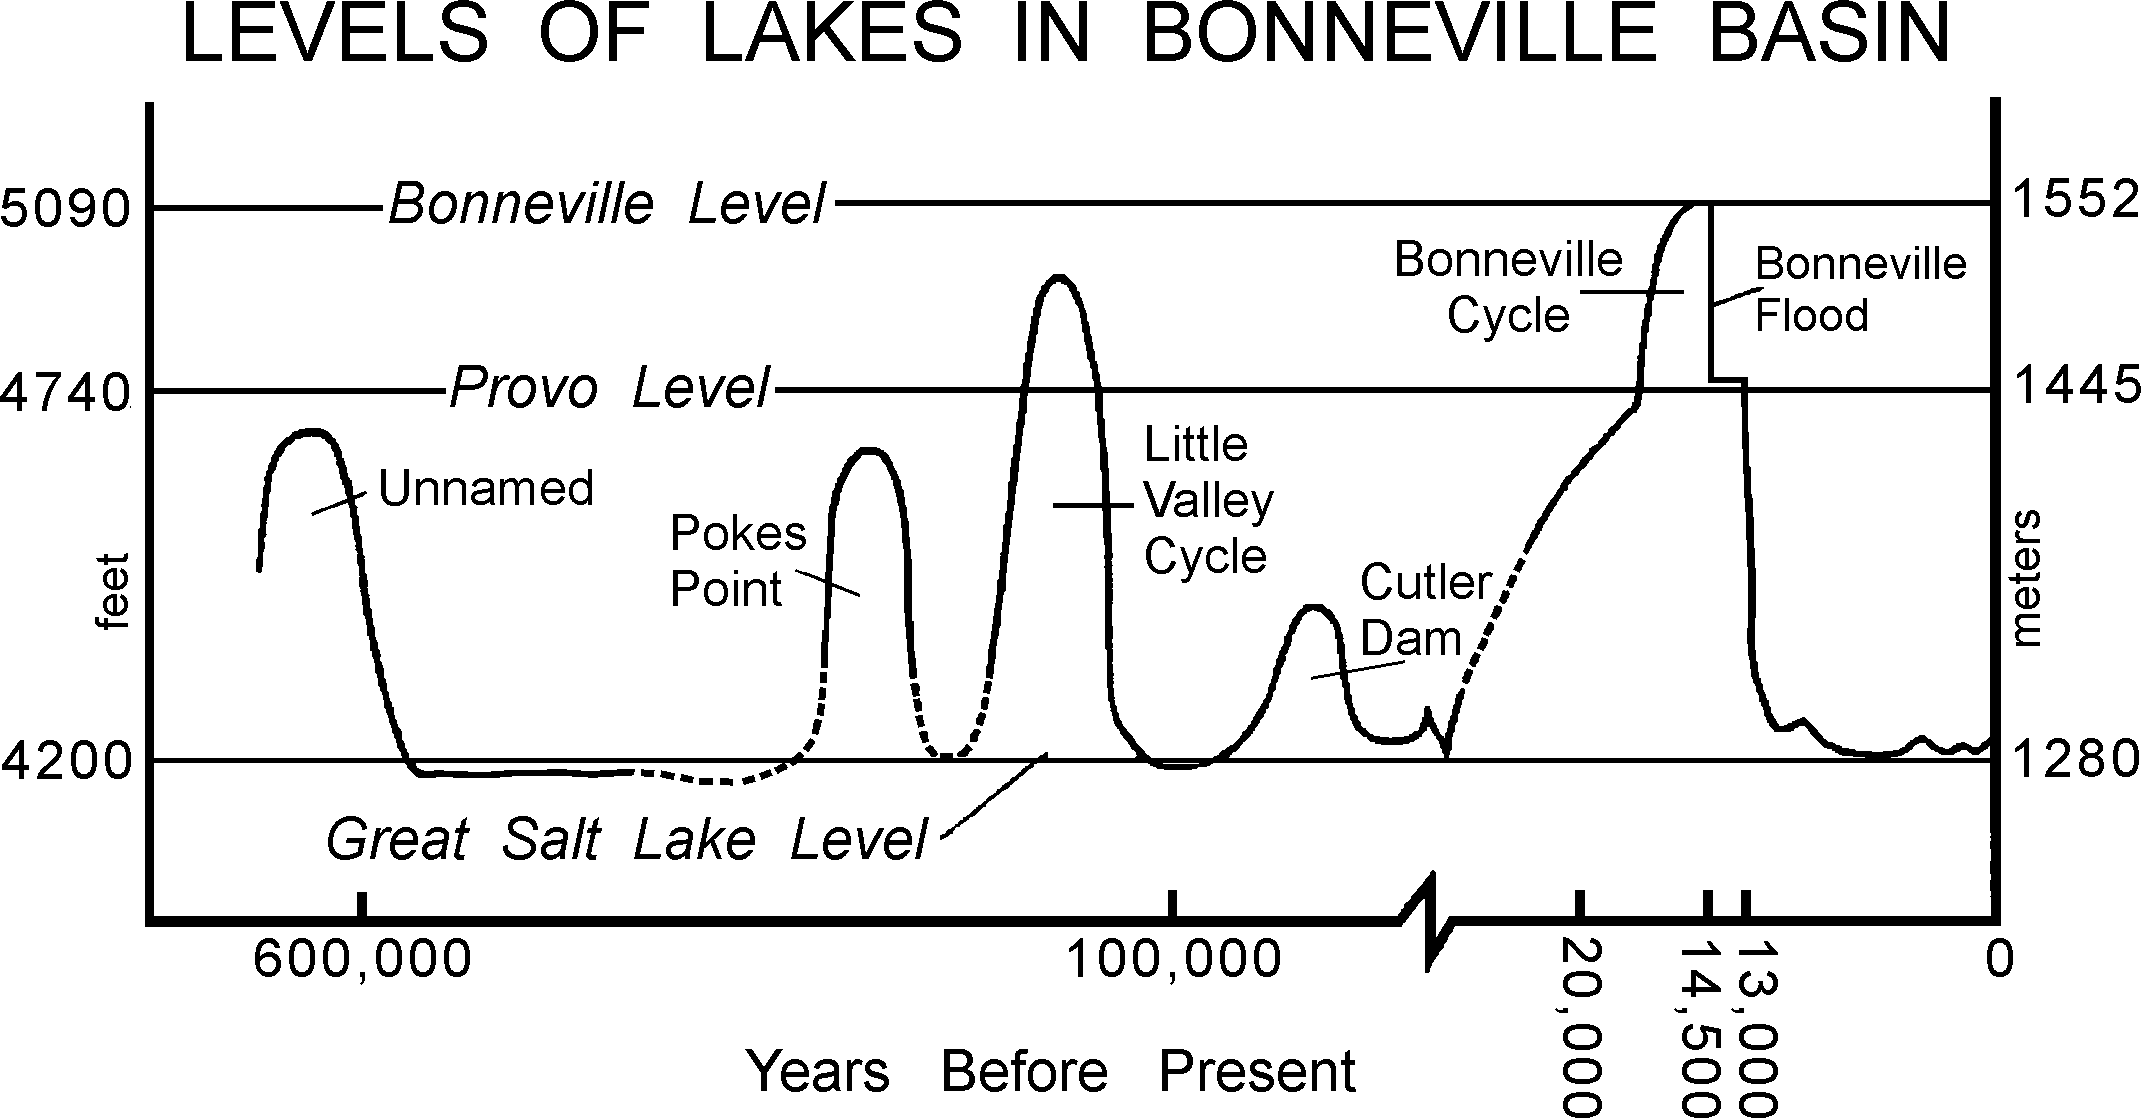 LEVELS OF LAKES IN BONNEVILLE BASIN
5090
Bonneville Level
1552
Bonneville
Cycle
Bonneville
Flood
4740
Provo Level
1445
Unnamed
Pokes
Point
Little
Valley
Cycle
Cutler
Dam
feet
meters
4200
1280
Great Salt Lake Level
600,000
100,000
20,000
14,500
13,000
0
Years Before Present